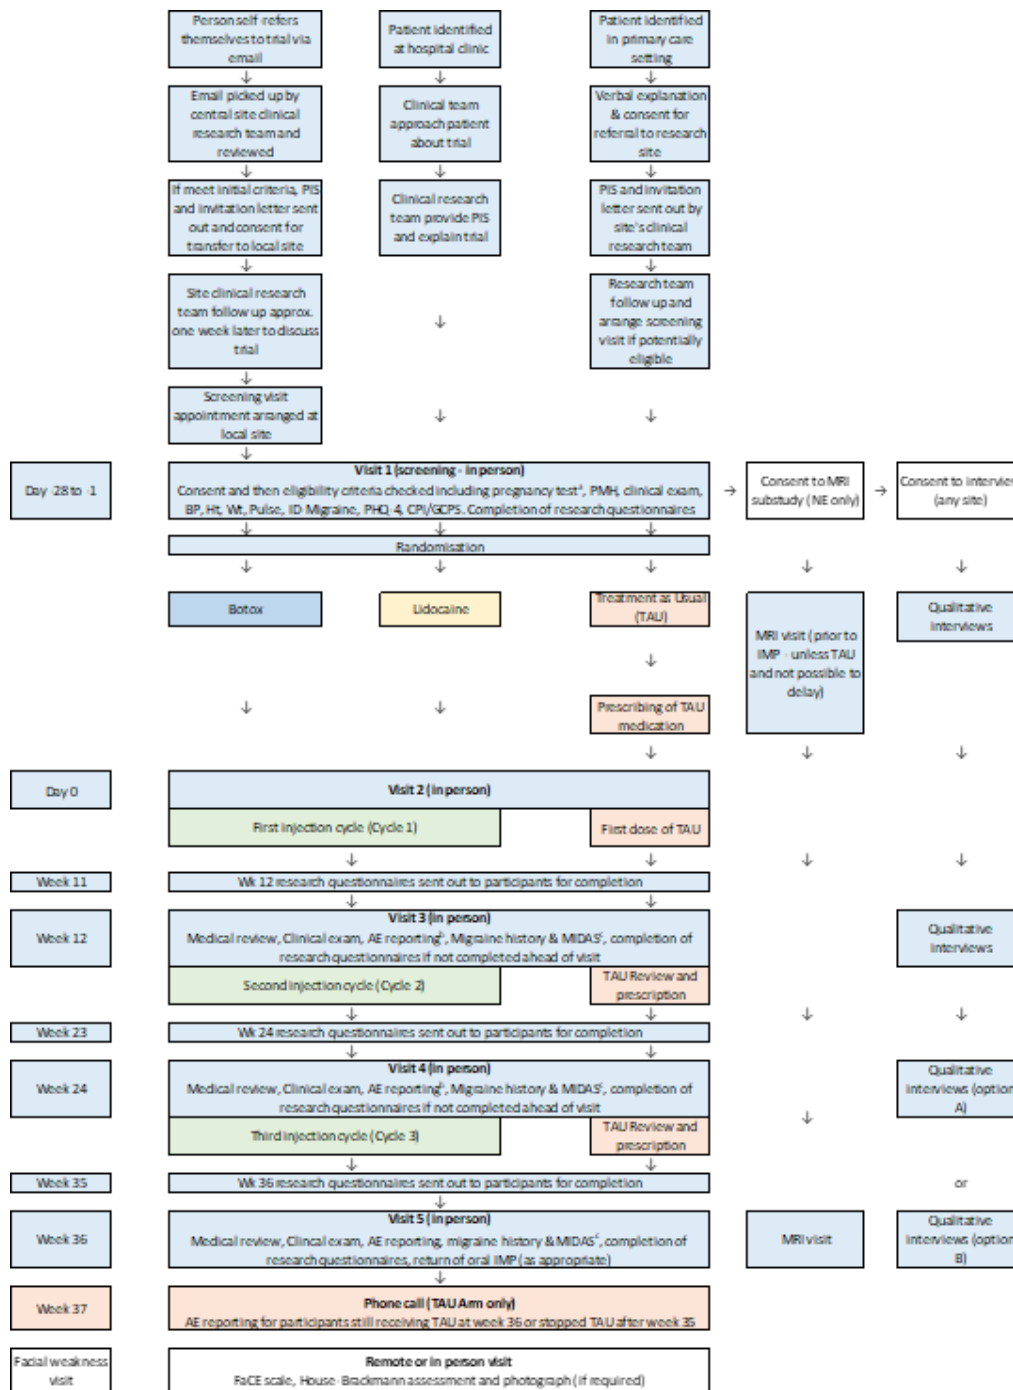 Person self-refers
themselves to trial via
email
Patient identified
at hospital clinic
Patient identified
in primary care
setting
Email picked up by
central site clinical
research team and
reviewed
Clinical team
approach patient
about trial
Verbal explanation
& consent for
referral to research
site
If meet initial criteria, PIS
and invitation letter sent
out and consent for
transfer to local site
Clinical research
team provide PIS
and explain trial
PIS and invitation
letter sent out by
site's clinical
research team
Site clinical research
team follow up approx.
one week later to discuss
trial
Research team
follow up and
arrange screening
visit if potentially
eligible
Screening visit
appointment arranged at
local site
Day -28 to -1
Visit 1 (screening - in person)
Consent and then eligibility criteria checked including pregnancy testᵃ, PMH, clinical exam,
BP, Ht, Wt, Pulse, ID Migraine, PHQ-4, CPI/GCPS. Completion of research questionnaires
Consent to MRI
substudy (NE only)
Consent to interview
(any site)
Randomisation
Botox
Lidocaine
Treatment as Usual
(TAU)
MRI visit (prior to
IMP - unless TAU
and not possible to
delay)
Qualitative
interviews
Prescribing of TAU
medication
Day 0
Visit 2 (in person)
First injection cycle (Cycle 1)
First dose of TAU
Week 11
Wk 12 research questionnaires sent out to participants for completion
Week 12
Visit 3 (in person)
Medical review, Clinical exam, AE reportingᵇ, Migraine history & MIDASᶜ, completion of
research questionnaires if not completed ahead of visit
Qualitative
interviews
Second injection cycle (Cycle 2)
TAU Review and
prescription
Week 23
Wk 24 research questionnaires sent out to participants for completion
Week 24
Visit 4 (in person)
Medical review, Clinical exam, AE reportingᵇ, Migraine history & MIDASᶜ, completion of
research questionnaires if not completed ahead of visit
Qualitative
interviews (option
A)
Third injection cycle (Cycle 3)
TAU Review and
prescription
Week 35
Wk 36 research questionnaires sent out to participants for completion
or
Week 36
Visit 5 (in person)
Medical review, Clincal exam, AE reporting, migraine history & MIDASᶜ, completion of
research questionnaires, return of oral IMP (as appropriate)
MRI visit
Qualitative
interviews (option
B)
Week 37
Phone call (TAU Arm only)
AE reporting for participants still receiving TAU at week 36 or stopped TAU after week 35
Facial weakness
visit
Remote or in person visit
FaCE scale, House-Brackmann assessment and photograph (if required)